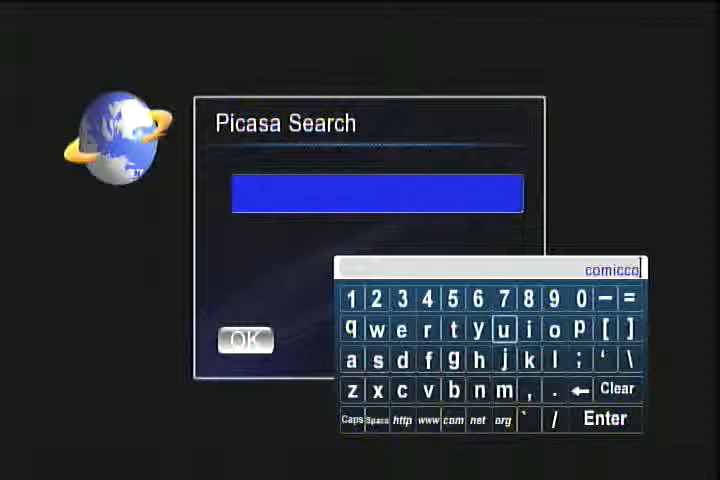 Picasa Search
comicco
1 2 3 4 5 6 7 8 9 0 - =
q w e r t y u i o p [ ]
a s d f g h j k l ; ' \
z x c v b n m , . ← Clear
Caps Space http www com net org ` / Enter
OK